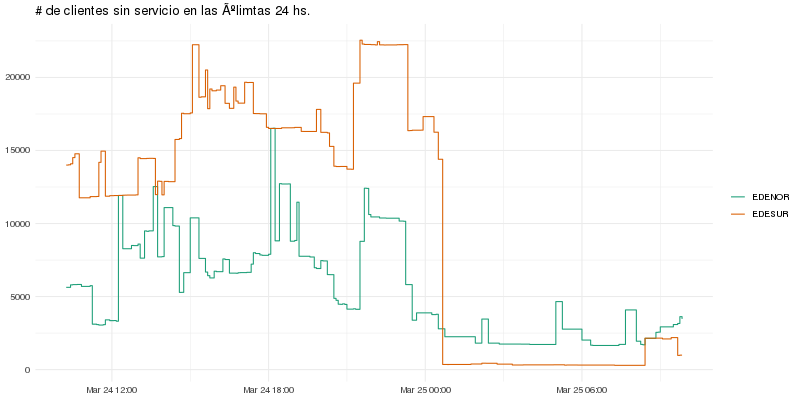 # de clientes sin servicio en las Ãºlimtas 24 hs.
20000
15000
10000
5000
0
Mar 24 12:00
Mar 24 18:00
Mar 25 00:00
Mar 25 06:00
EDENOR
EDESUR